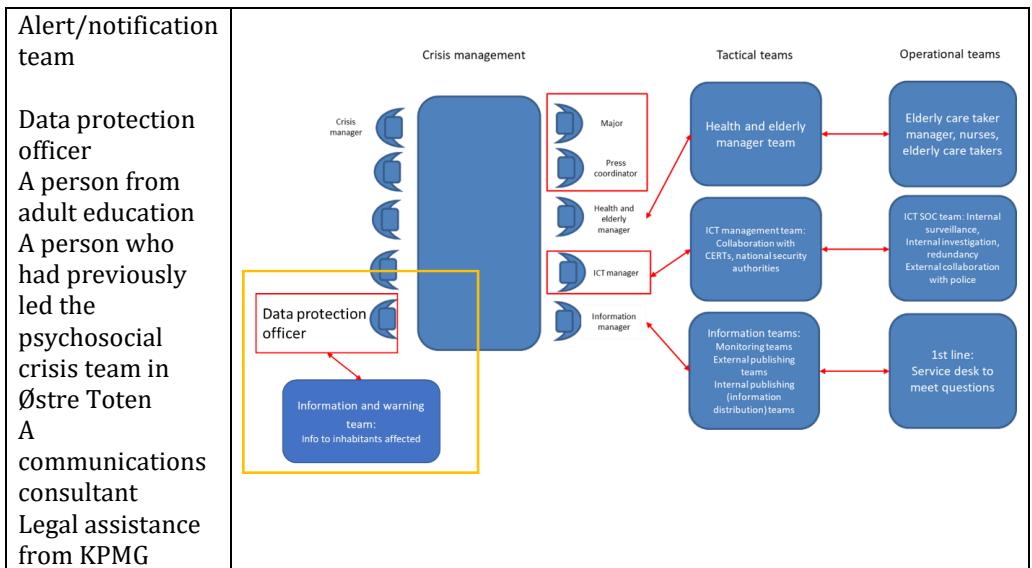 Alert/notification
team
Data protection
officer
A person from
adult education
A person who
had previously
led the
psychosocial
crisis team in
Østre Toten
A
communications
consultant
Legal assistance
from KPMG
Crisis management
Tactical teams
Operational teams
Crisis
manager
Major
Press
coordinator
Health and
elderly
manager
ICT manager
Information
manager
Data protection
officer
Information and warning
team:
Info to inhabitants affected
Health and elderly
manager team
ICT management team:
Collaboration with
CERTs, national security
authorities
Information teams:
Monitoring teams
External publishing
teams
Internal publishing
(information
distribution) teams
Elderly care taker
manager, nurses,
elderly care takers
ICT SOC team: Internal
surveillance,
Internal investigation,
redundancy
External collaboration
with police
1st line:
Service desk to
meet questions